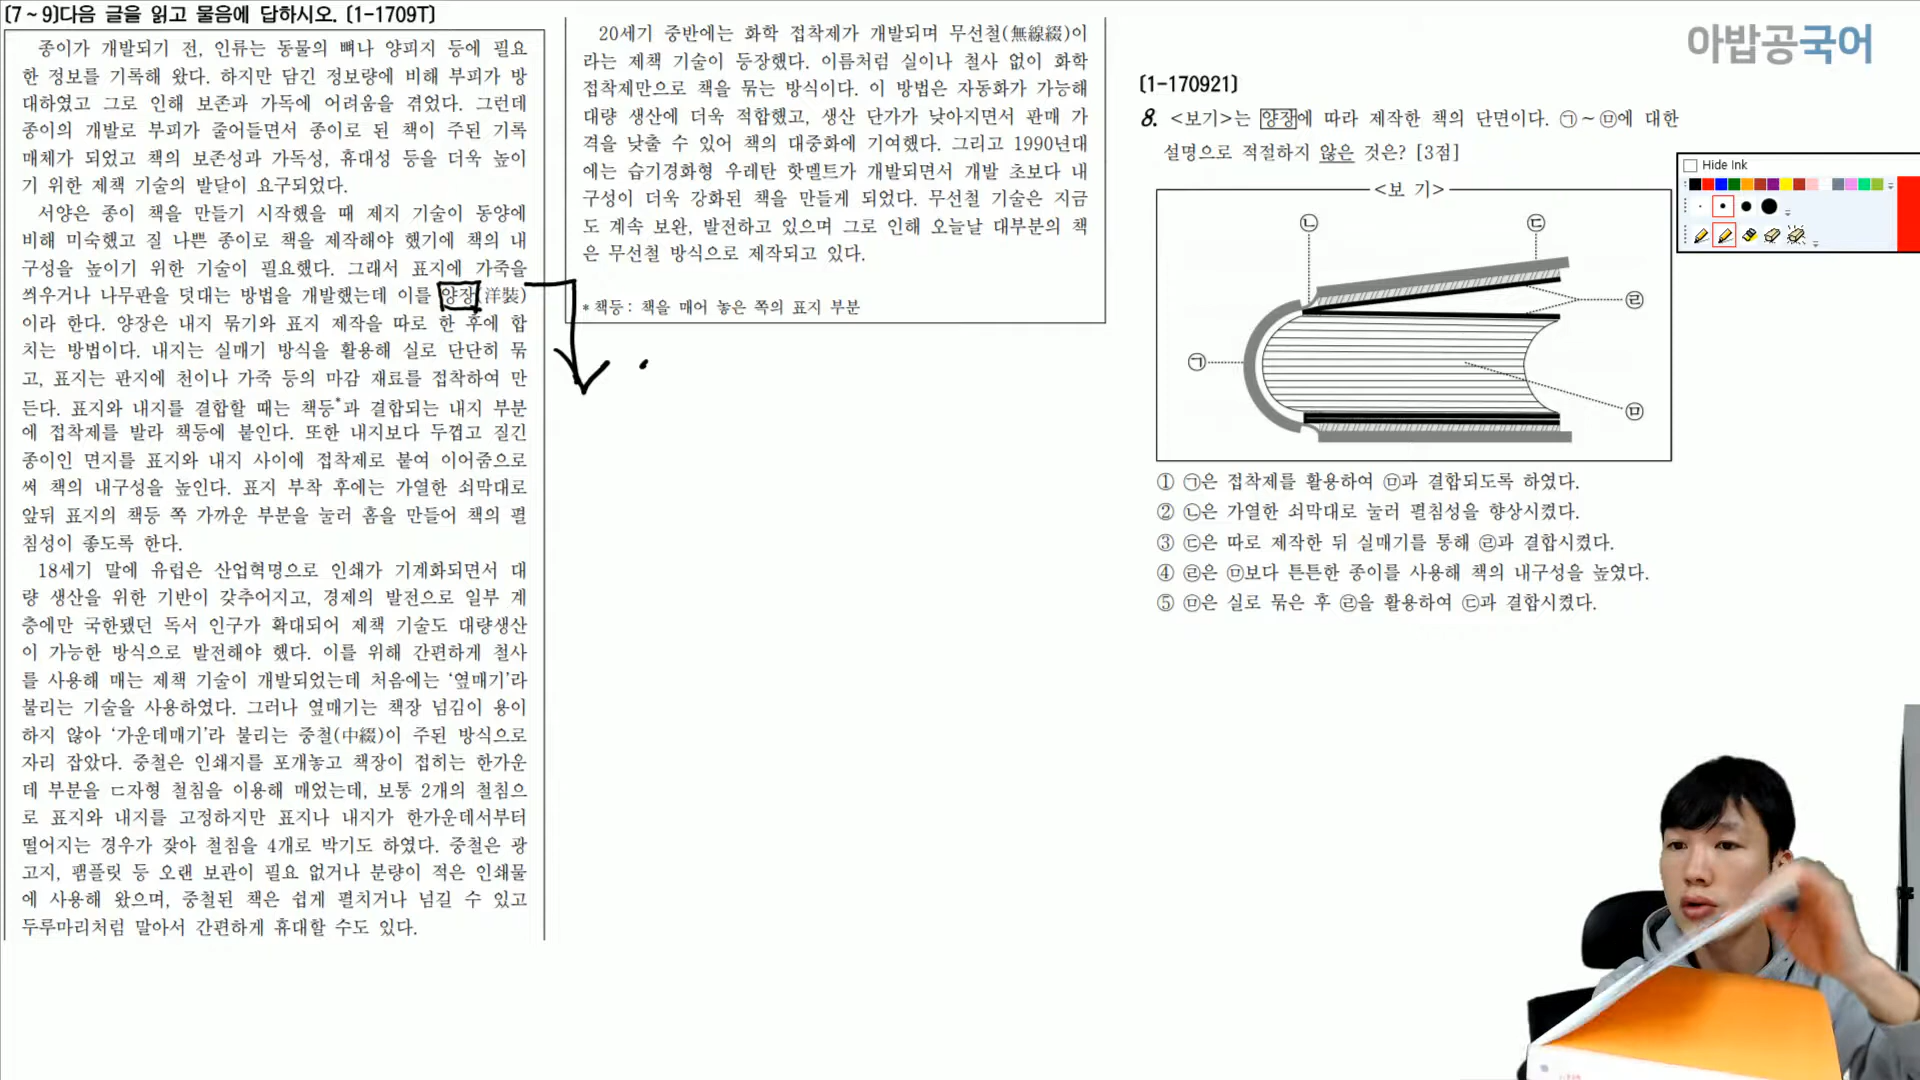 [7~9]다음 글을 읽고 물음에 답하시오. [1-1709T]
종이가 개발되기 전, 인류는 동물의 뼈나 양피지 등에 필요
한 정보를 기록해 왔다. 하지만 담긴 정보량에 비해 부피가 방
대하였고 그로 인해 보존과 가독에 어려움을 겪었다. 그런데
종이의 개발로 부피가 줄어들면서 종이로 된 책이 주된 기록
매체가 되었고 책의 보존성과 가독성, 휴대성 등을 더욱 높이
기 위한 제책 기술의 발달이 요구되었다.
서양은 종이 책을 만들기 시작했을 때 제지 기술이 동양에
비해 미숙했고 질 나쁜 종이로 책을 제작해야 했기에 책의 내
구성을 높이기 위한 기술이 필요했다. 그래서 표지에 가죽을
씌우거나 나무판을 덧대는 방법을 개발했는데 이를 양장(洋裝)
이라 한다. 양장은 내지 묶기와 표지 제작을 따로 한 후에 합
치는 방법이다. 내지는 실매기 방식을 활용해 실로 단단히 묶
고, 표지는 판지에 천이나 가죽 등의 마감 재료를 접착하여 만
든다. 표지와 내지를 결합할 때는 책등*과 결합되는 내지 부분
에 접착제를 발라 책등에 붙인다. 또한 내지보다 두껍고 질긴
종이인 면지를 표지와 내지 사이에 접착제로 붙여 이어줌으로
써 책의 내구성을 높인다. 표지 부착 후에는 가열한 쇠막대로
앞뒤 표지의 책등 쪽 가까운 부분을 눌러 홈을 만들어 책의 펼
침성이 좋도록 한다.
18세기 말에 유럽은 산업혁명으로 인쇄가 기계화되면서 대
량 생산을 위한 기반이 갖추어지고, 경제의 발전으로 일부 계
층에만 국한됐던 독서 인구가 확대되어 제책 기술도 대량생산
이 가능한 방식으로 발전해야 했다. 이를 위해 간편하게 철사
를 사용해 매는 제책 기술이 개발되었는데 처음에는 ‘옆매기’라
불리는 기술을 사용하였다. 그러나 옆매기는 책장 넘김이 용이
하지 않아 ‘가운데매기’라 불리는 중철(中綴)이 주된 방식으로
자리 잡았다. 중철은 인쇄지를 포개놓고 책장이 접히는 한가운
데 부분을 ㄷ자형 철침을 이용해 매었는데, 보통 2개의 철침으
로 표지와 내지를 고정하지만 표지나 내지가 한가운데서부터
떨어지는 경우가 잦아 철침을 4개로 박기도 하였다. 중철은 광
고지, 팸플릿 등 오랜 보관이 필요 없거나 분량이 적은 인쇄물
에 사용해 왔으며, 중철된 책은 쉽게 펼치거나 넘길 수 있고
두루마리처럼 말아서 간편하게 휴대할 수도 있다.
20세기 중반에는 화학 접착제가 개발되며 무선철(無線綴)이
라는 제책 기술이 등장했다. 이름처럼 실이나 철사 없이 화학
접착제만으로 책을 묶는 방식이다. 이 방법은 자동화가 가능해
대량 생산에 더욱 적합했고, 생산 단가가 낮아지면서 판매 가
격을 낮출 수 있어 책의 대중화에 기여했다. 그리고 1990년대
에는 습기경화형 우레탄 핫멜트가 개발되면서 개발 초보다 내
구성이 더욱 강화된 책을 만들게 되었다. 무선철 기술은 지금
도 계속 보완, 발전하고 있으며 그로 인해 오늘날 대부분의 책
은 무선철 방식으로 제작되고 있다.
* 책등: 책을 매어 놓은 쪽의 표지 부분
아밥공국어
[1-170921]
8. <보기>는 양장에 따라 제작한 책의 단면이다. ㉠~㉤에 대한
설명으로 적절하지 않은 것은? [3점]
<보 기>
㉡
㉢
㉣
㉠
㉤
① ㉠은 접착제를 활용하여 ㉤과 결합되도록 하였다.
② ㉡은 가열한 쇠막대로 눌러 펼침성을 향상시켰다.
③ ㉢은 따로 제작한 뒤 실매기를 통해 ㉣과 결합시켰다.
④ ㉣은 ㉤보다 튼튼한 종이를 사용해 책의 내구성을 높였다.
⑤ ㉤은 실로 묶은 후 ㉣을 활용하여 ㉢과 결합시켰다.
Hide Ink